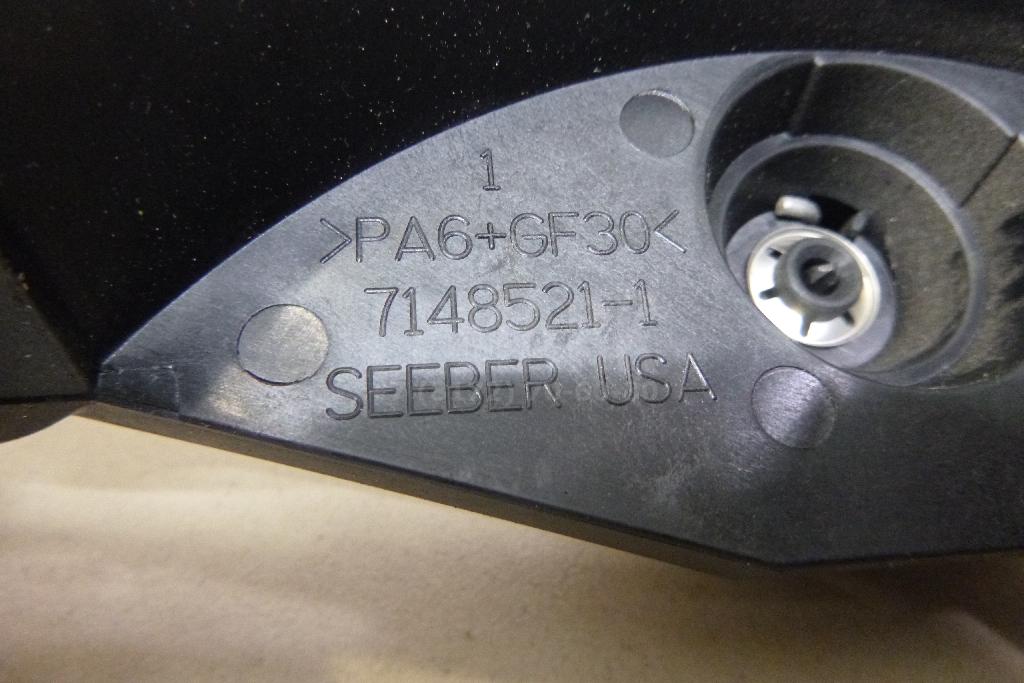 1
>PA6+GF30<
7148521-1
SEEBER USA